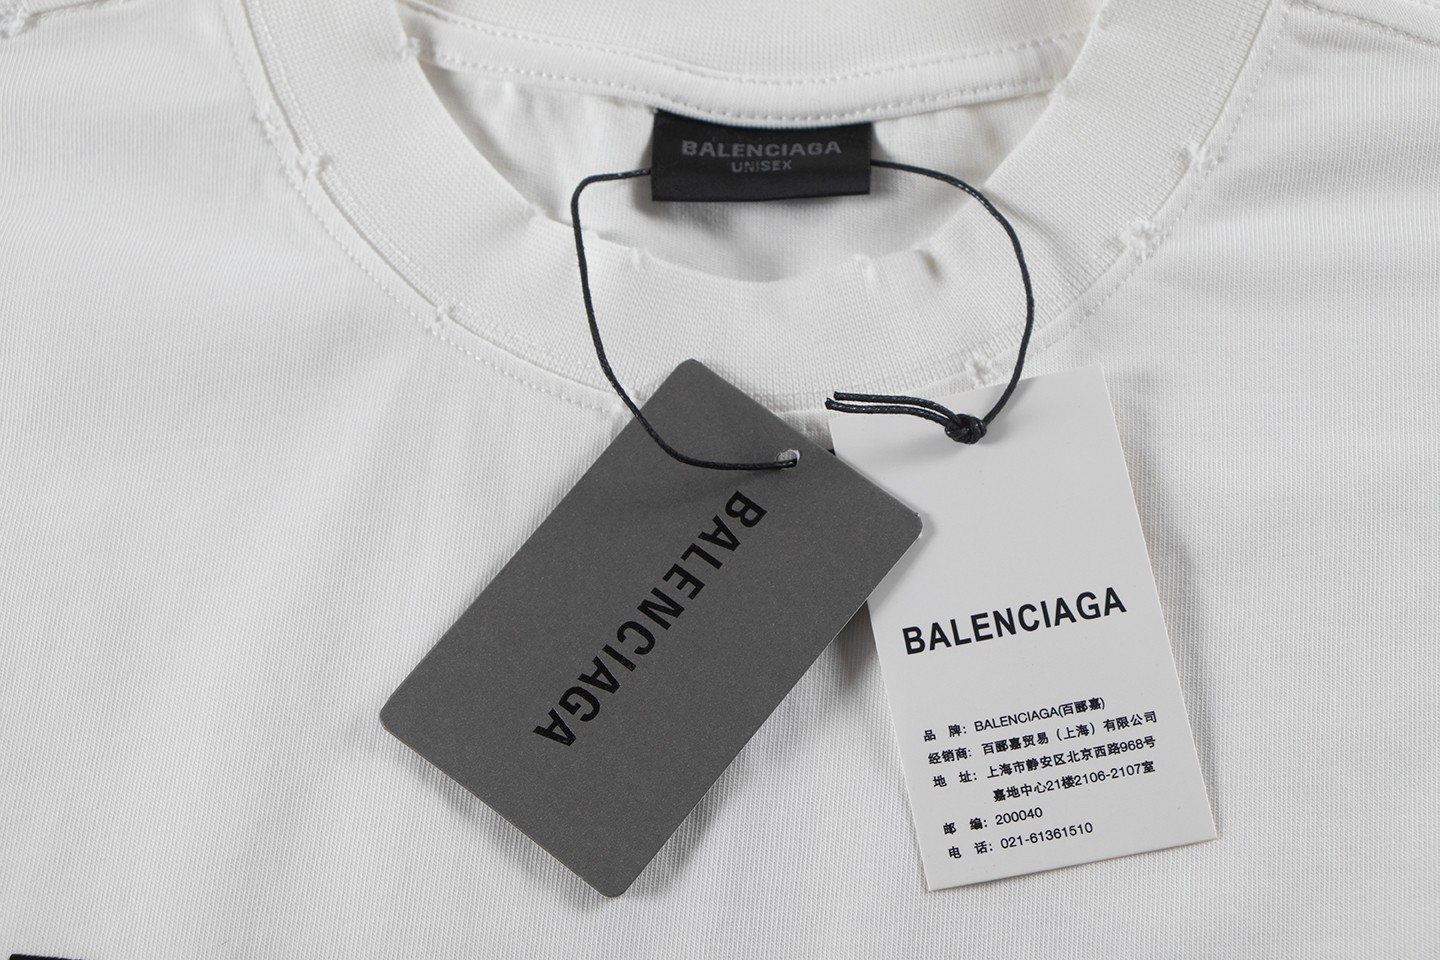 BALENCIAGA
UNISEX
BALENCIAGA
BALENCIAGA
品 牌：BALENCIAGA(百郦嘉)
经销商：百郦嘉贸易（上海）有限公司
地 址：上海市静安区北京西路968号
嘉地中心21楼2106-2107室
邮 编：200040
电 话：021-61361510